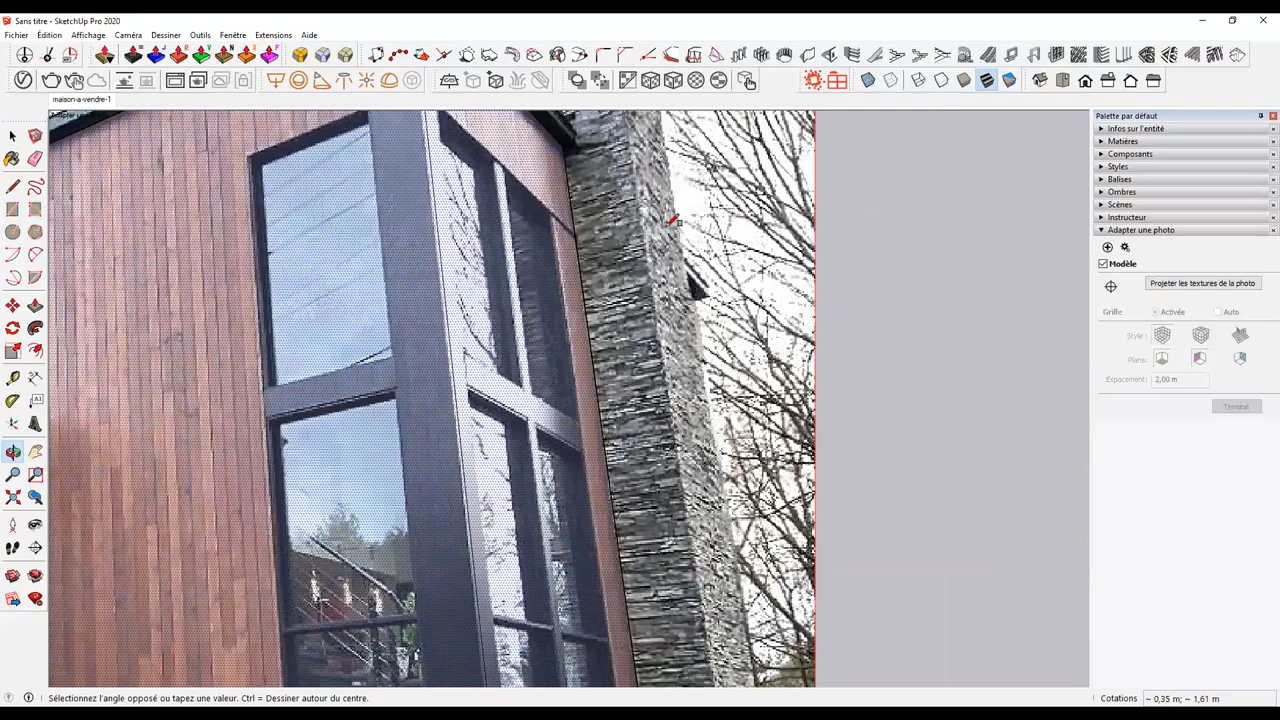 Sans titre - SketchUp Pro 2020
Fichier Édition Affichage Caméra Dessiner Outils Fenêtre Extensions Aide
maison-a-vendre-1
Palette par défaut
Infos sur l'entité
Matières
Composants
Styles
Balises
Ombres
Scènes
Instructeur
Adapter une photo
Modèle
Projeter les textures de la photo
Grille Activée Auto
Style :
Plans:
Espacement: 2,00 m
Terminé
Sélectionnez l'angle opposé ou tapez une valeur. Ctrl = Dessiner autour du centre.
Cotations ~ 0,35 m; ~ 1,61 m